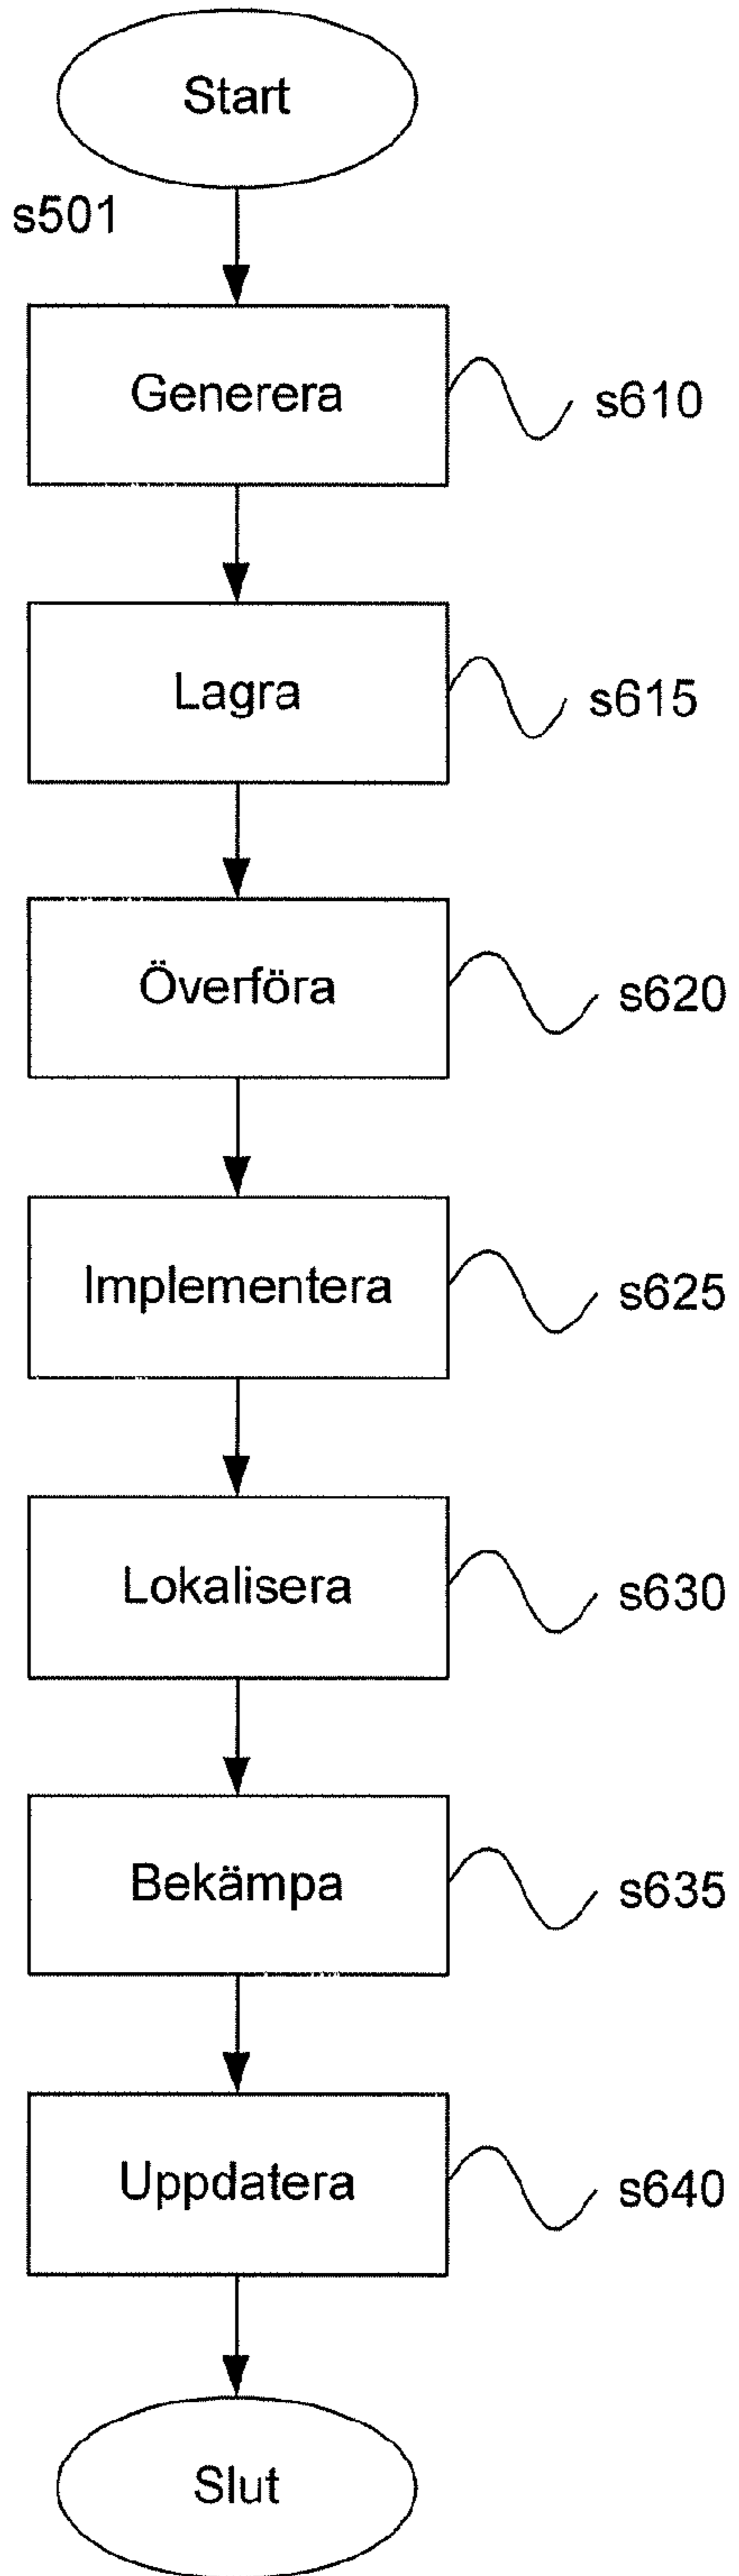 Start
s501
Generera
s610
Lagra
s615
Överföra
s620
Implementera
s625
Lokalisera
s630
Bekämpa
s635
Uppdatera
s640
Slut